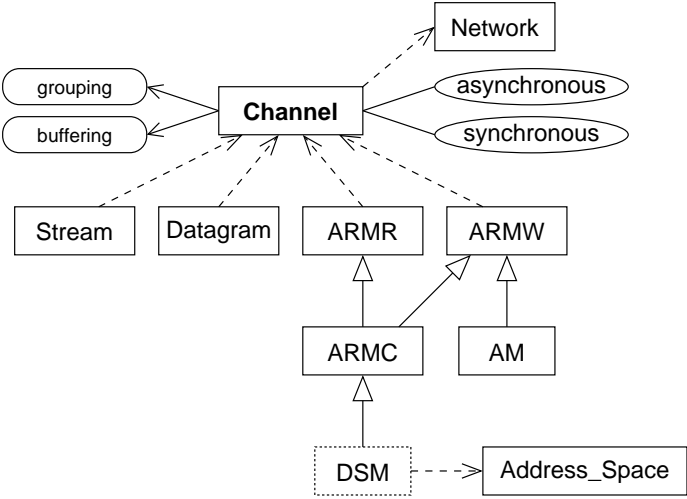 Network
grouping
Channel
asynchronous
buffering
synchronous
Stream
Datagram
ARMR
ARMW
ARMC
AM
DSM
Address_Space